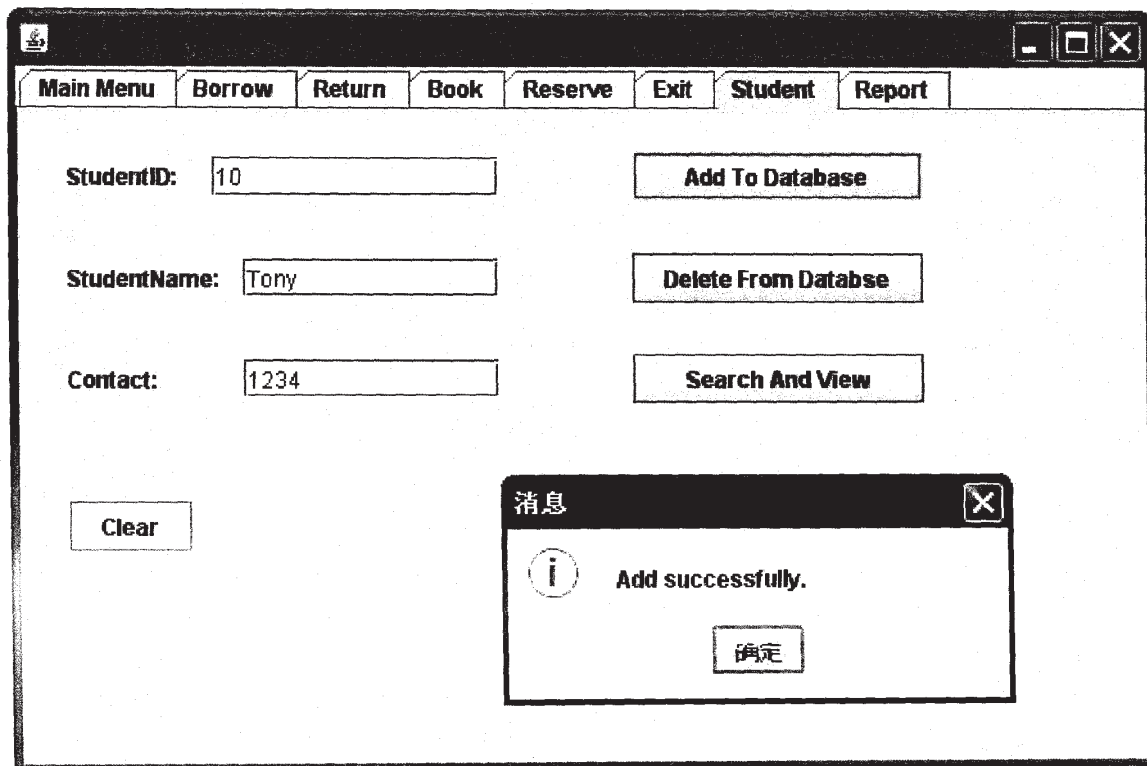 Main Menu Borrow Return Book Reserve Exit Student Report
StudentID: 10 Add To Database
StudentName: Tony Delete From Databse
Contact: 1234 Search And View
Clear
消息
i Add successfully.
确定